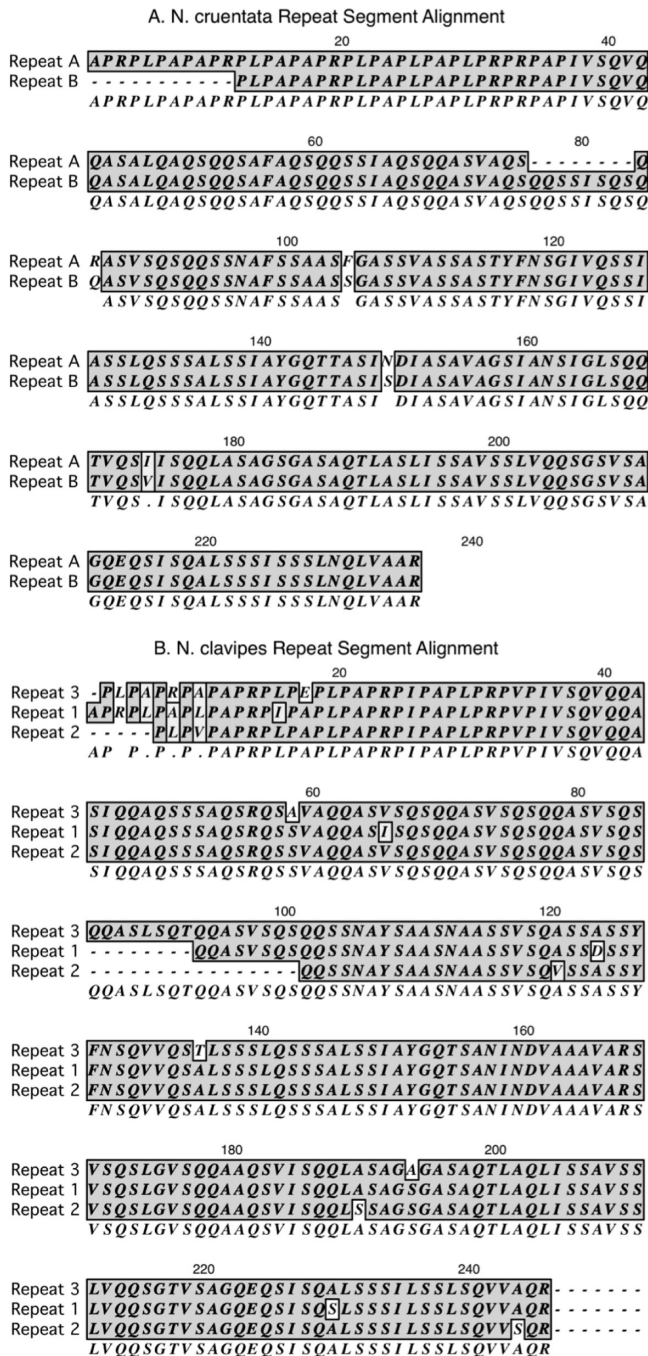 A. N. cruentata Repeat Segment Alignment
20 40
Repeat A APRPLPAPAPRPLPAPAPRPLPAPLPAPLPRPRPAPIVSQVQ
Repeat B - - - - - - - - - - - PLPAPAPRPLPAPLPAPLPRPRPAPIVSQVQ
APRPLPAPAPRPLPAPAPRPLPAPLPAPLPRPRPAPIVSQVQ
60 80
Repeat A QASALQAQSQQSAFAQSQQSSIAQSQQASVAQS - - - - - - - - Q
Repeat B QASALQAQSQQSAFAQSQQSSIAQSQQASVAQSQQSSISQSQ
QASALQAQSQQSAFAQSQQSSIAQSQQASVAQSQQSSISQSQ
100 120
Repeat A RASVSQSQQSSNAFSSAASFGASSVASSASTYFNSGIVQSSI
Repeat B QASVSQSQQSSNAFSSAASSGASSVASSASTYFNSGIVQSSI
ASVSQSQQSSNAFSSAAS GASSVASSASTYFNSGIVQSSI
140 160
Repeat A ASSLQSSSALSSIAYGQTTASINDIASAVAGSIANSIGLSQQ
Repeat B ASSLQSSSALSSIAYGQTTASISDIASAVAGSIANSIGLSQQ
ASSLQSSSALSSIAYGQTTASI DIASAVAGSIANSIGLSQQ
180 200
Repeat A TVQSIISQQLASAGSGASAQTLASLISSAVSSLVQQSGSVSA
Repeat B TVQSVISQQLASAGSGASAQTLASLISSAVSSLVQQSGSVSA
TVQS.ISQQLASAGSGASAQTLASLISSAVSSLVQQSGSVSA
220 240
Repeat A GQEQSISQALSSSISSSLNQLVAAR
Repeat B GQEQSISQALSSSISSSLNQLVAAR
GQEQSISQALSSSISSSLNQLVAAR
B. N. clavipes Repeat Segment Alignment
20 40
Repeat 3 - PLPAPRPAPAPRPLPEPLPAPRPIPAPLPRPVPIVSQVQQA
Repeat 1 APRPLPAPLPAPRPIPAPLPAPRPIPAPLPRPVPIVSQVQQA
Repeat 2 - - - - - PLPVPAPRPLPAPLPAPRPIPAPLPRPVPIVSQVQQA
AP P.P.P.PAPRPLPAPLPAPRPIPAPLPRPVPIVSQVQQA
60 80
Repeat 3 SIQQAQSSSAQSRQSAVAQQASVSQSQQASVSQSQQASVSQS
Repeat 1 SIQQAQSSSAQSRQSSVAQQASISQSQQASVSQSQQASVSQS
Repeat 2 SIQQAQSSSAQSRQSSVAQQASVSQSQQASVSQSQQASVSQS
SIQQAQSSSAQSRQSSVAQQASVSQSQQASVSQSQQASVSQS
100 120
Repeat 3 QQASLSQTQQASVSQSQQSSNAYSAASNAASSVSQASSASSY
Repeat 1 - - - - - - - - QQASVSQSQQSSNAYSAASNAASSVSQASSDSSY
Repeat 2 - - - - - - - - - - - - - - - - QQSSNAYSAASNAASSVSQVSSASSY
QQASLSQTQQASVSQSQQSSNAYSAASNAASSVSQASSASSY
140 160
Repeat 3 FNSQVVQSTLSSSLQSSSALSSIAYGQTSANINDVAAAVARS
Repeat 1 FNSQVVQSALSSSLQSSSALSSIAYGQTSANINDVAAAVARS
Repeat 2 FNSQVVQSALSSSLQSSSALSSIAYGQTSANINDVAAAVARS
FNSQVVQSALSSSLQSSSALSSIAYGQTSANINDVAAAVARS
180 200
Repeat 3 VSQSLGVSQQAAQSVISQQLASAGAGASAQTLAQLISSAVSS
Repeat 1 VSQSLGVSQQAAQSVISQQLASAGSGASAQTLAQLISSAVSS
Repeat 2 VSQSLGVSQQAAQSVISQQLSSAGSGASAQTLAQLISSAVSS
VSQSLGVSQQAAQSVISQQLASAGSGASAQTLAQLISSAVSS
220 240
Repeat 3 LVQQSGTVSAGQEQSISQALSSSILSSLSQVVAQR - - - - - - -
Repeat 1 LVQQSGTVSAGQEQSISQSLSSSILSSLSQVVAQR - - - - - - -
Repeat 2 LVQQSGTVSAGQEQSISQALSSSILSSLSQVVSQR - - - - - - -
LVQQSGTVSAGQEQSISQALSSSILSSLSQVVAQR